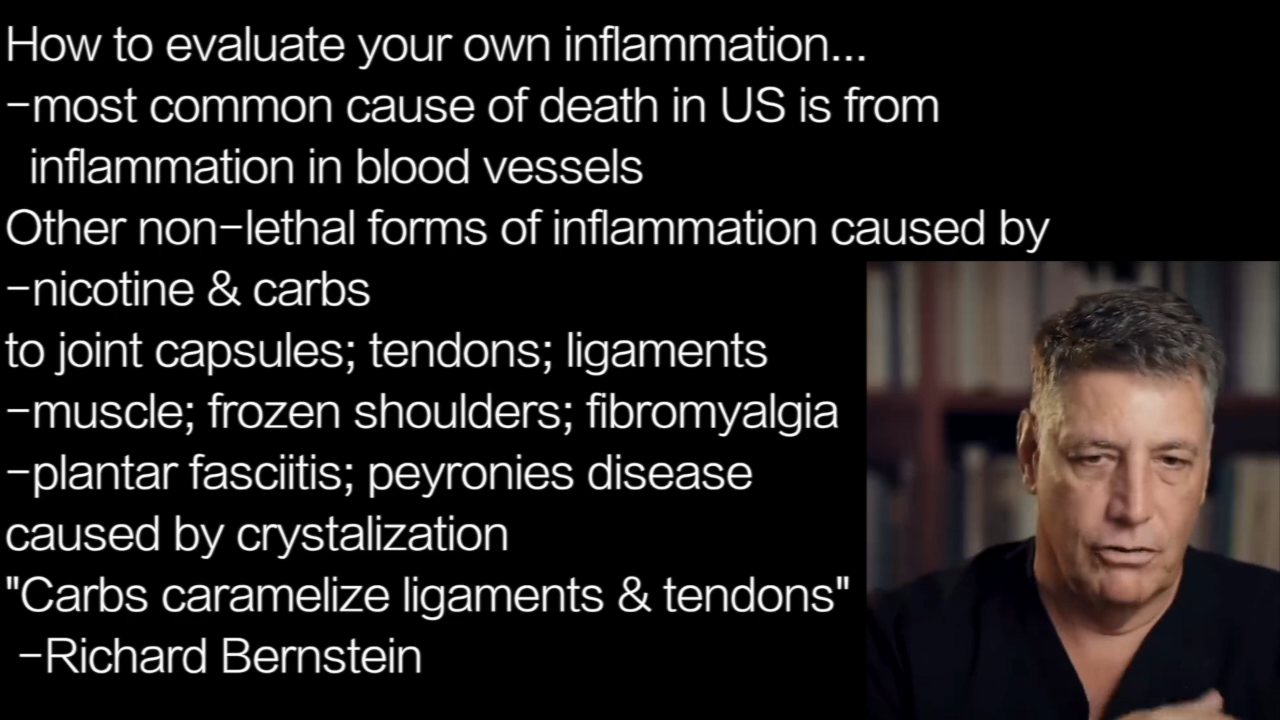 How to evaluate your own inflammation...
-most common cause of death in US is from
inflammation in blood vessels
Other non-lethal forms of inflammation caused by
-nicotine & carbs
to joint capsules; tendons; ligaments
-muscle; frozen shoulders; fibromyalgia
-plantar fasciitis; peyronies disease
caused by crystalization
"Carbs caramelize ligaments & tendons"
-Richard Bernstein